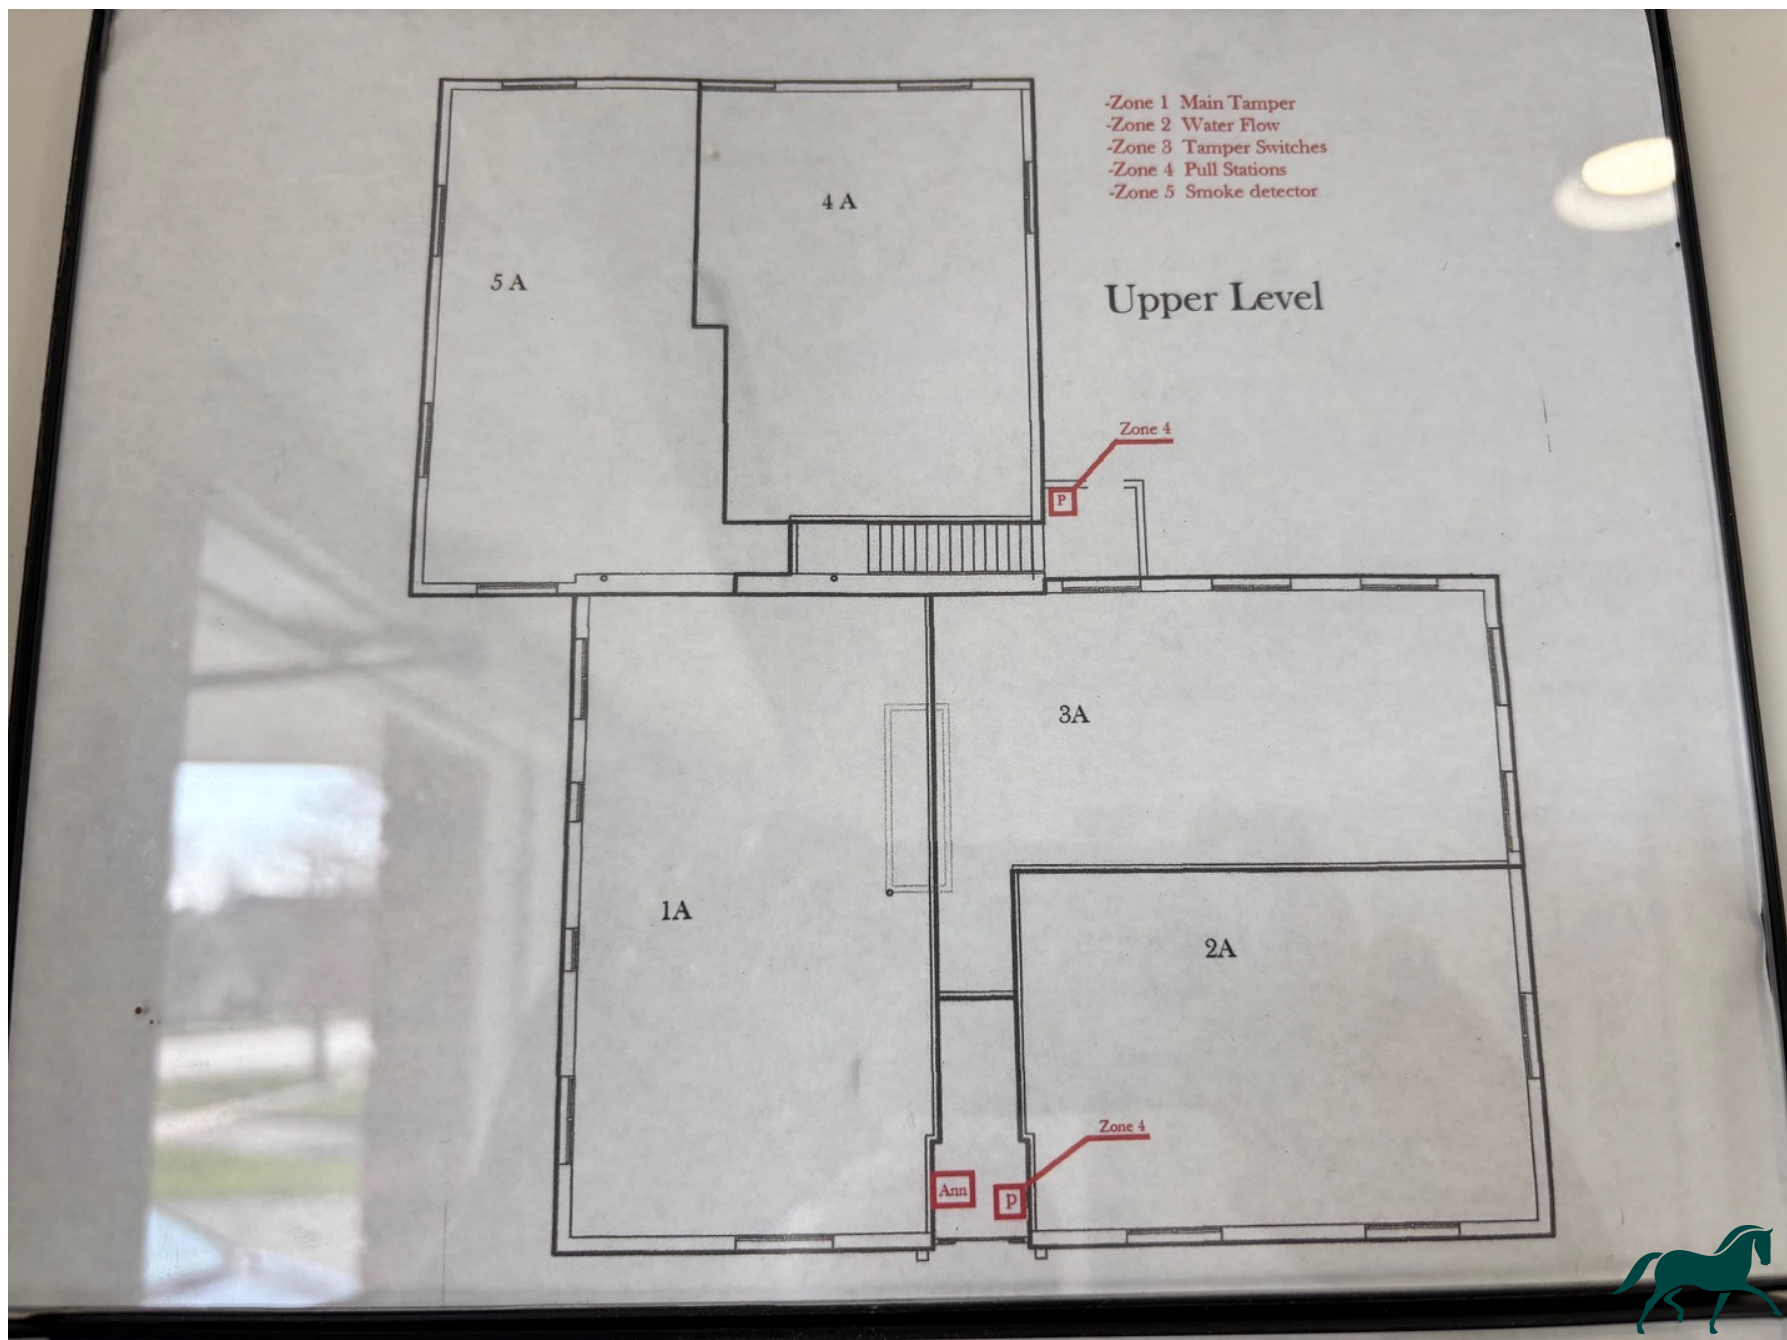 -Zone 1 Main Tamper
-Zone 2 Water Flow
-Zone 3 Tamper Switches
-Zone 4 Pull Stations
-Zone 5 Smoke detector
4 A
5 A
Upper Level
Zone 4
P
3A
1A
2A
Zone 4
Ann
P